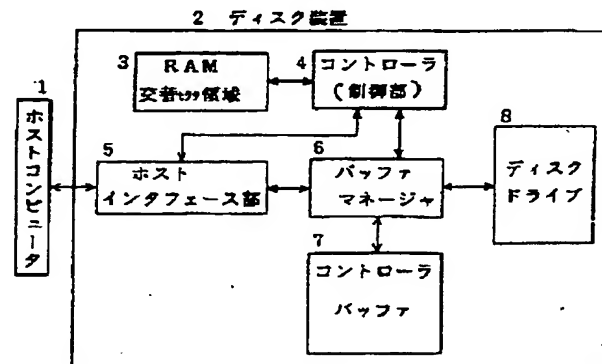 2 ディスク装置
3
RAM
交替セクタ領域
4
コントローラ
(制御部)
1
ホストコンピュータ
5
ホスト
インタフェース部
6
バッファ
マネージャ
8
ディスク
ドライブ
7
コントローラ
バッファ